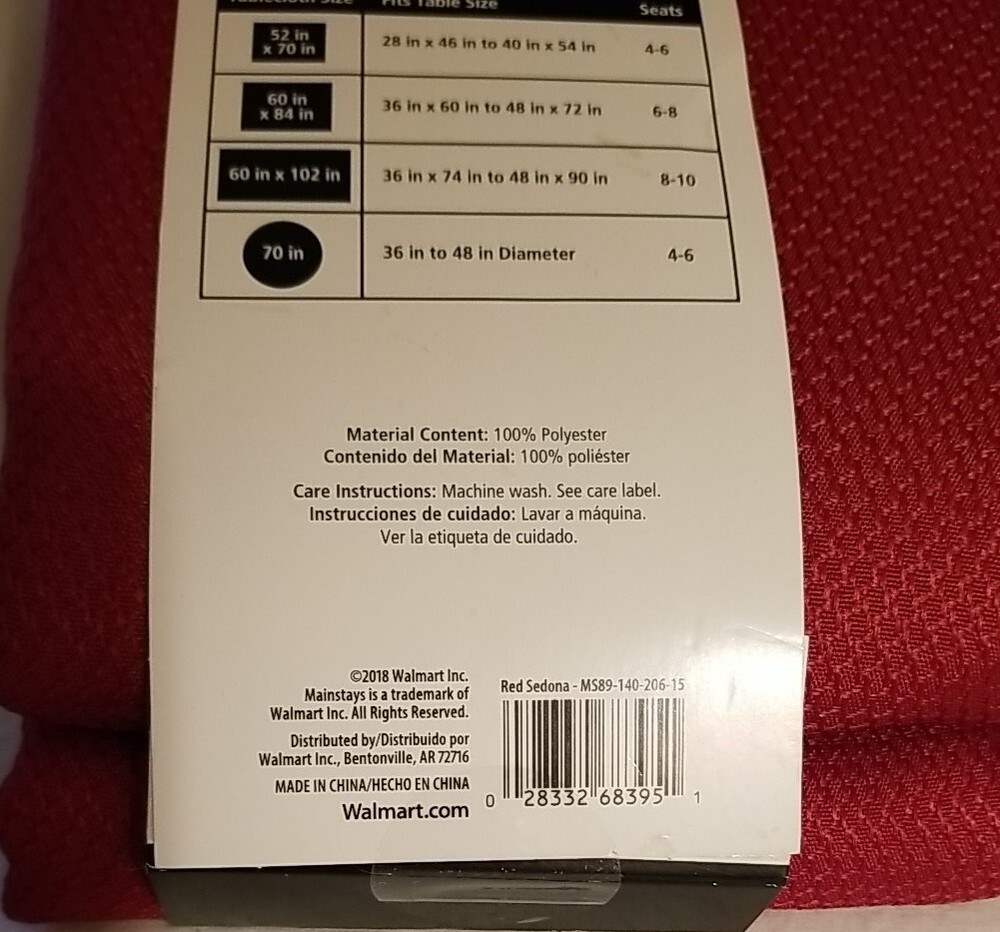 Tablecloth Size Fits Table Size Seats
52 in
x 70 in
28 in x 46 in to 40 in x 54 in 4-6
60 in
x 84 in
36 in x 60 in to 48 in x 72 in 6-8
60 in x 102 in 36 in x 74 in to 48 in x 90 in 8-10
70 in 36 in to 48 in Diameter 4-6
Material Content: 100% Polyester
Contenido del Material: 100% poliéster
Care Instructions: Machine wash. See care label.
Instrucciones de cuidado: Lavar a máquina.
Ver la etiqueta de cuidado.
©2018 Walmart Inc.
Mainstays is a trademark of
Walmart Inc. All Rights Reserved.
Distributed by/Distribuido por
Walmart Inc., Bentonville, AR 72716
MADE IN CHINA/HECHO EN CHINA
Walmart.com
Red Sedona - MS89-140-206-15
0 28332 68395 1